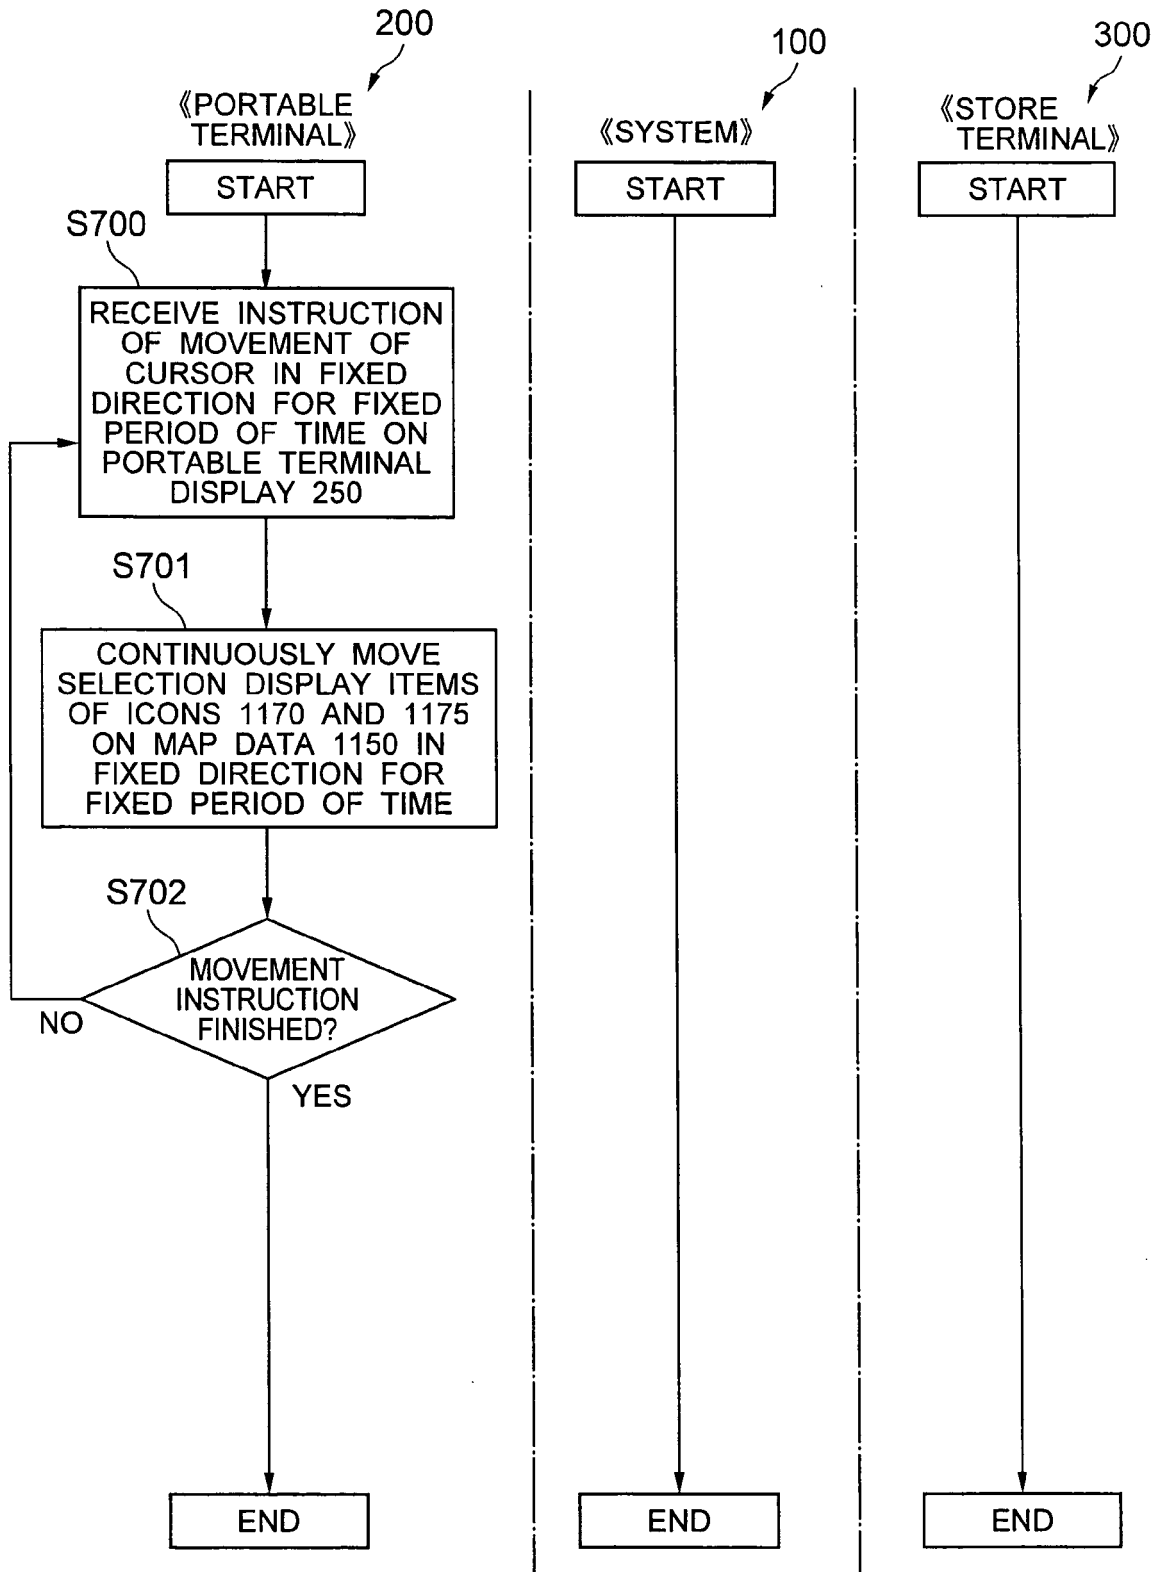 200
《PORTABLE
TERMINAL》
START
S700
RECEIVE INSTRUCTION
OF MOVEMENT OF
CURSOR IN FIXED
DIRECTION FOR FIXED
PERIOD OF TIME ON
PORTABLE TERMINAL
DISPLAY 250
S701
CONTINUOUSLY MOVE
SELECTION DISPLAY ITEMS
OF ICONS 1170 AND 1175
ON MAP DATA 1150 IN
FIXED DIRECTION FOR
FIXED PERIOD OF TIME
S702
MOVEMENT
INSTRUCTION
FINISHED?
NO
YES
END
100
《SYSTEM》
START
END
300
《STORE
TERMINAL》
START
END